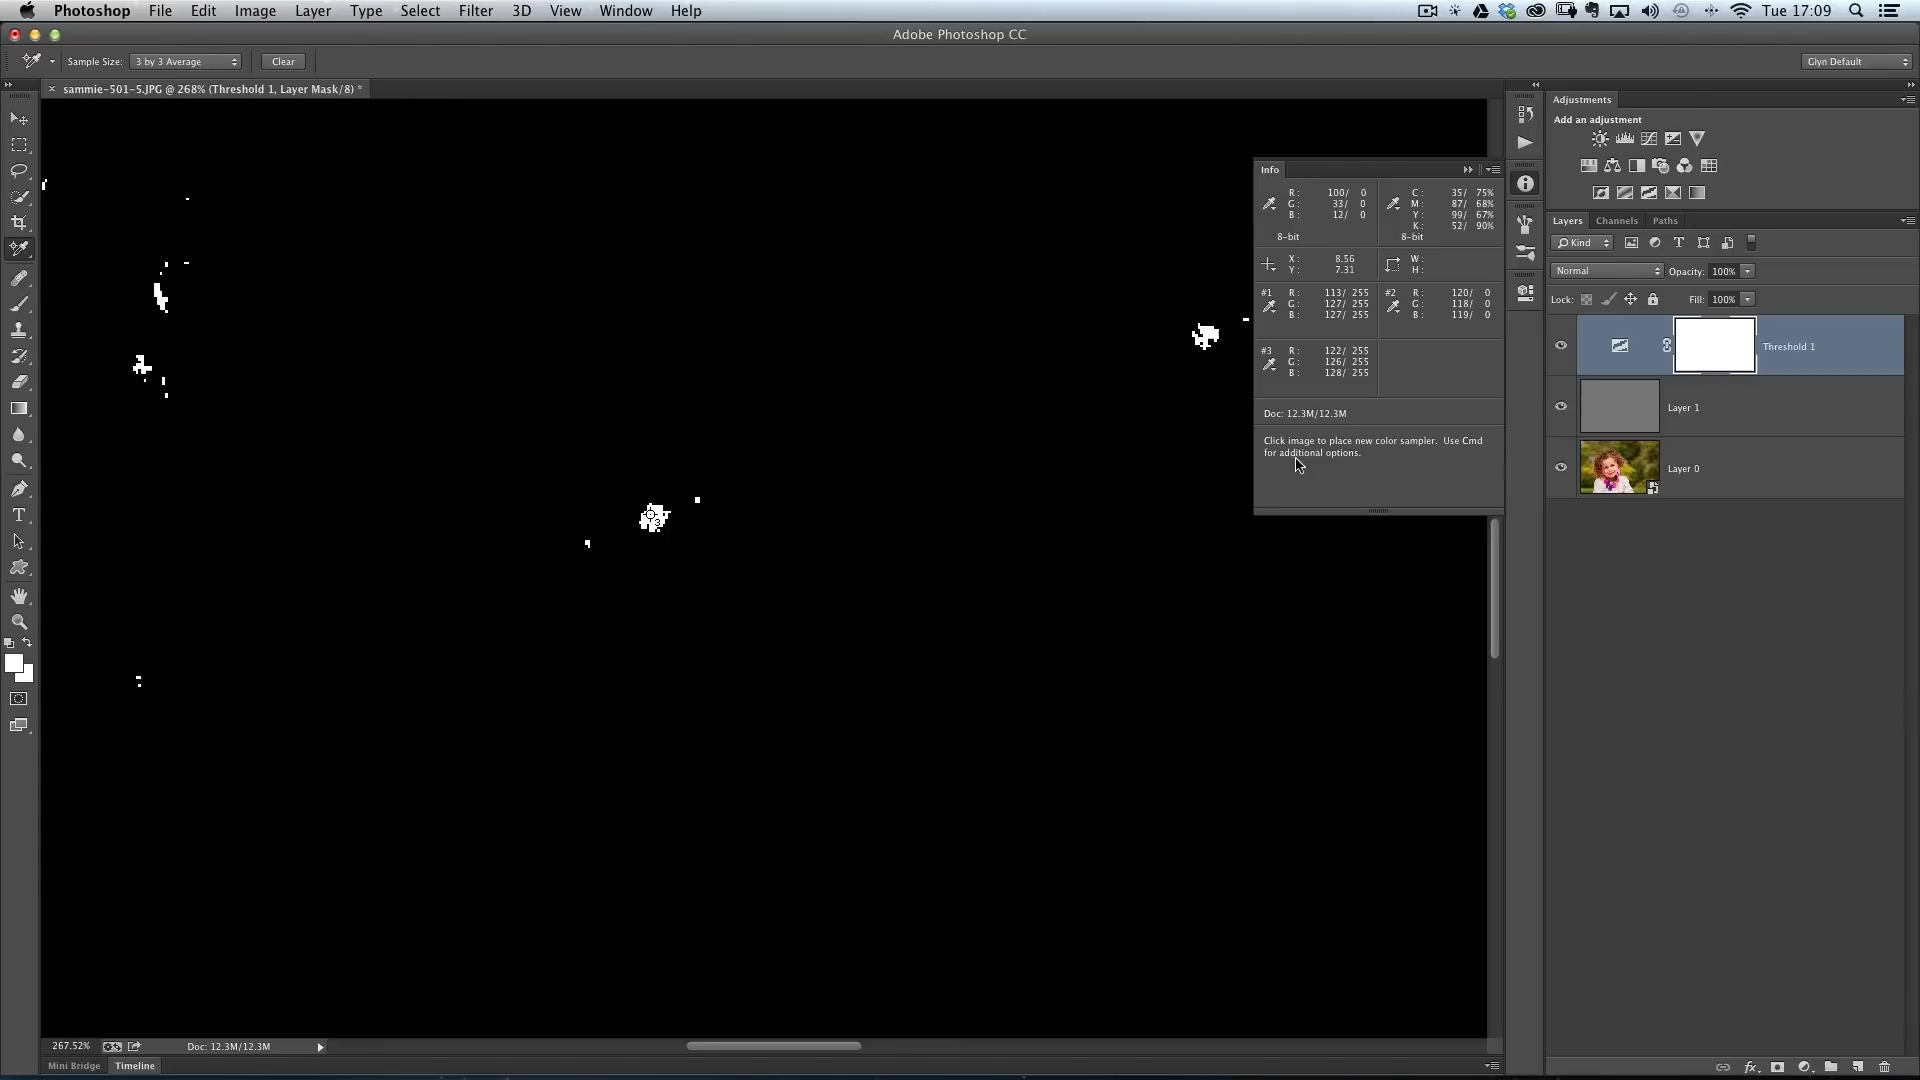 Photoshop File Edit Image Layer Type Select Filter 3D View Window Help Tue 17:09
Adobe Photoshop CC
Sample Size: 3 by 3 Average Clear Glyn Default
× sammie-501-5.JPG @ 268% (Threshold 1, Layer Mask/8) *
Adjustments
Add an adjustment
Info
R: 100/ 0 C: 35/ 75%
G: 33/ 0 M: 87/ 68%
B: 12/ 0 Y: 99/ 67%
K: 52/ 90%
8-bit 8-bit
X: 8.56 W:
Y: 7.31 H:
#1 R: 113/ 255 #2 R: 120/ 0
G: 127/ 255 G: 118/ 0
B: 127/ 255 B: 119/ 0
#3 R: 122/ 255
G: 126/ 255
B: 128/ 255
Doc: 12.3M/12.3M
Click image to place new color sampler. Use Cmd
for additional options.
Layers Channels Paths
Kind
Normal Opacity: 100%
Lock: Fill: 100%
Threshold 1
Layer 1
Layer 0
3
267.52% Doc: 12.3M/12.3M
Mini Bridge Timeline